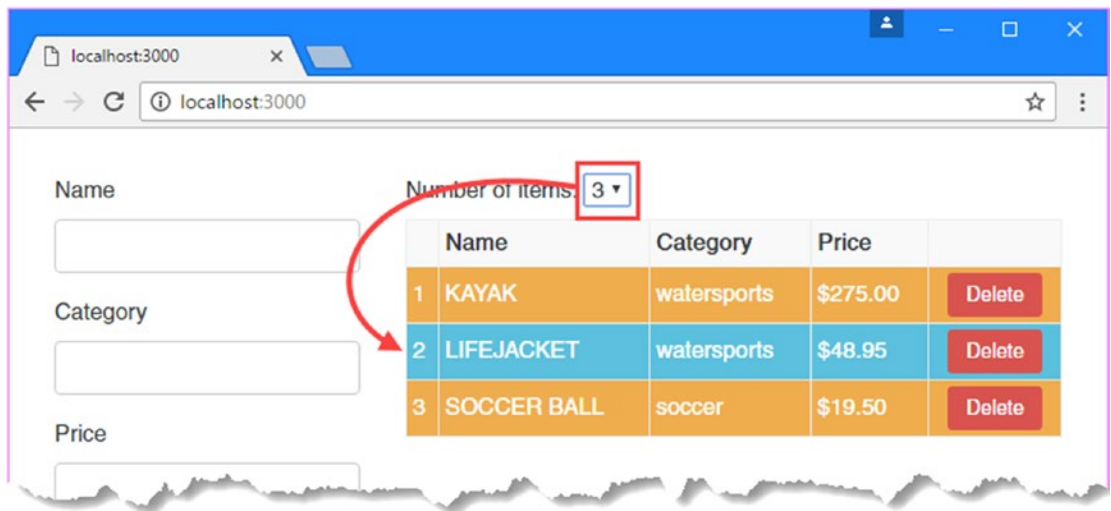 localhost:3000
localhost:3000
Name
Category
Price
Number of items: 3
Name Category Price
1 KAYAK watersports $275.00 Delete
2 LIFEJACKET watersports $48.95 Delete
3 SOCCER BALL soccer $19.50 Delete